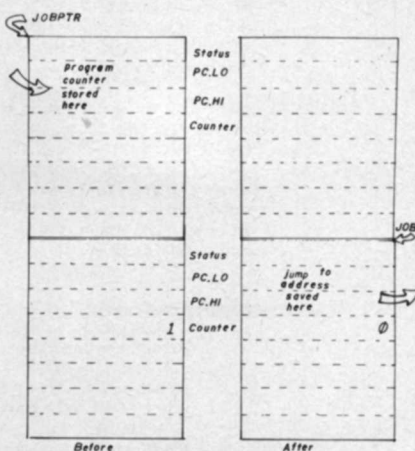 JOBPTR
program
counter
stored
here
Status
PC.LO
PC.HI
Counter
JOB
Status
PC.LO
PC.HI
Counter
1
jump to
address
saved
here
Ø
Before
After